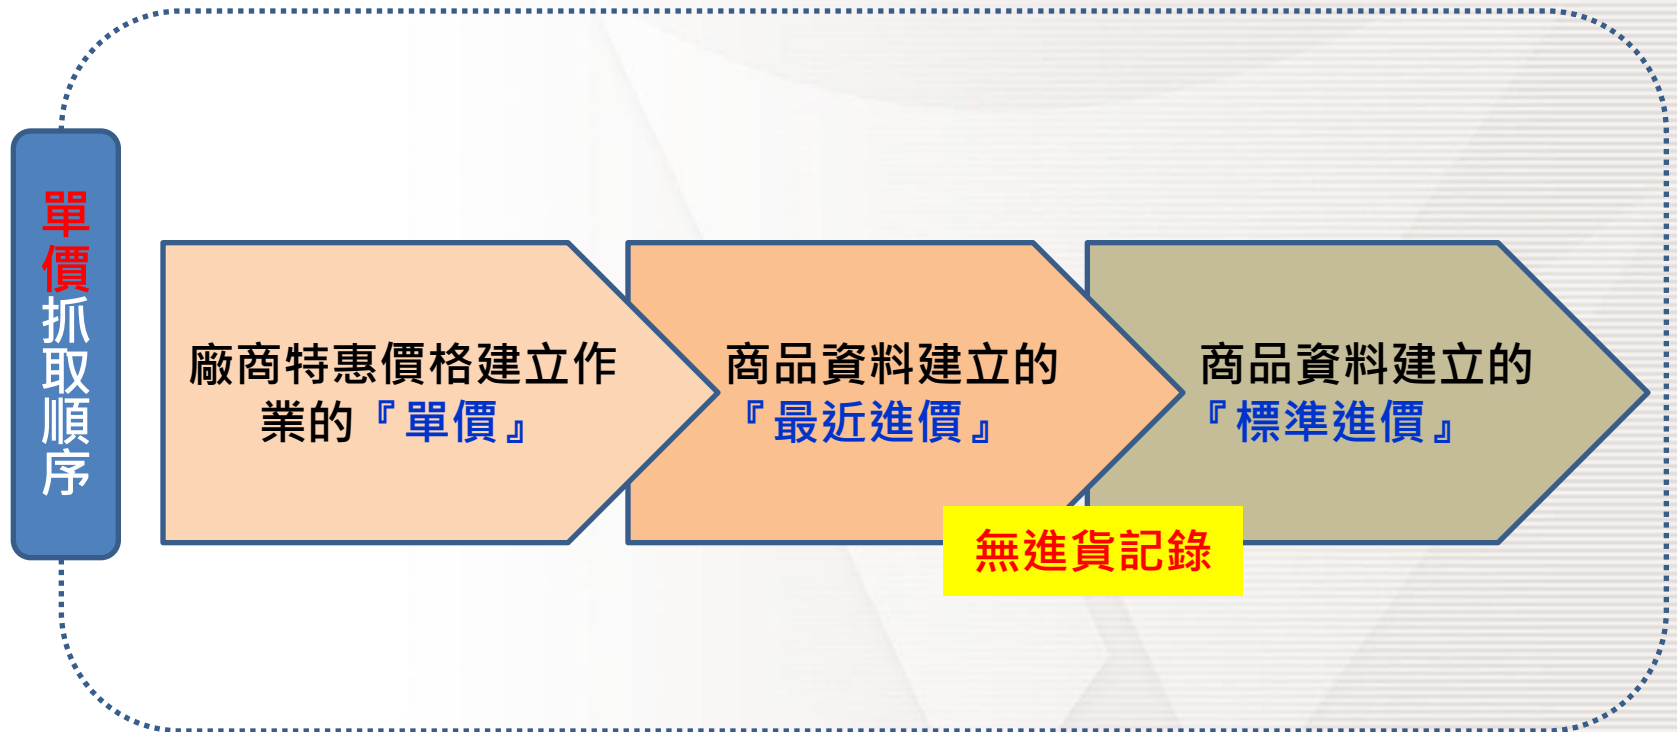 單價抓取順序
廠商特惠價格建立作
業的『單價』
商品資料建立的
『最近進價』
商品資料建立的
『標準進價』
無進貨記錄